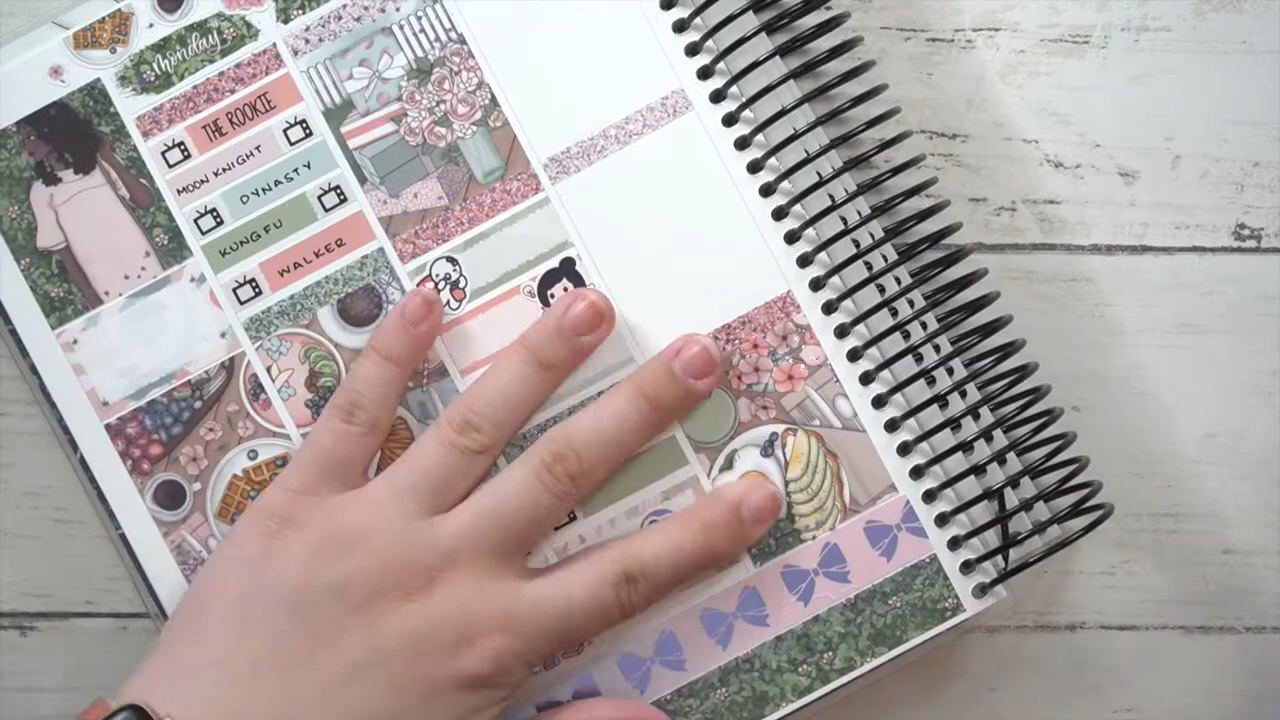 Monday
THE ROOKIE
MOON KNIGHT
DYNASTY
KUNG FU
WALKER